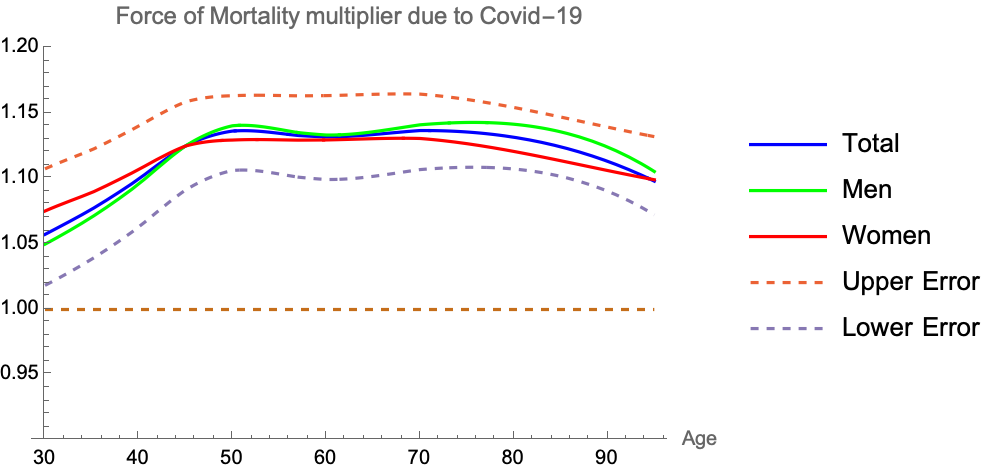 Force of Mortality multiplier due to Covid−19
1.20
1.15
1.10
1.05
1.00
0.95
30 40 50 60 70 80 90
Age
Total
Men
Women
Upper Error
Lower Error